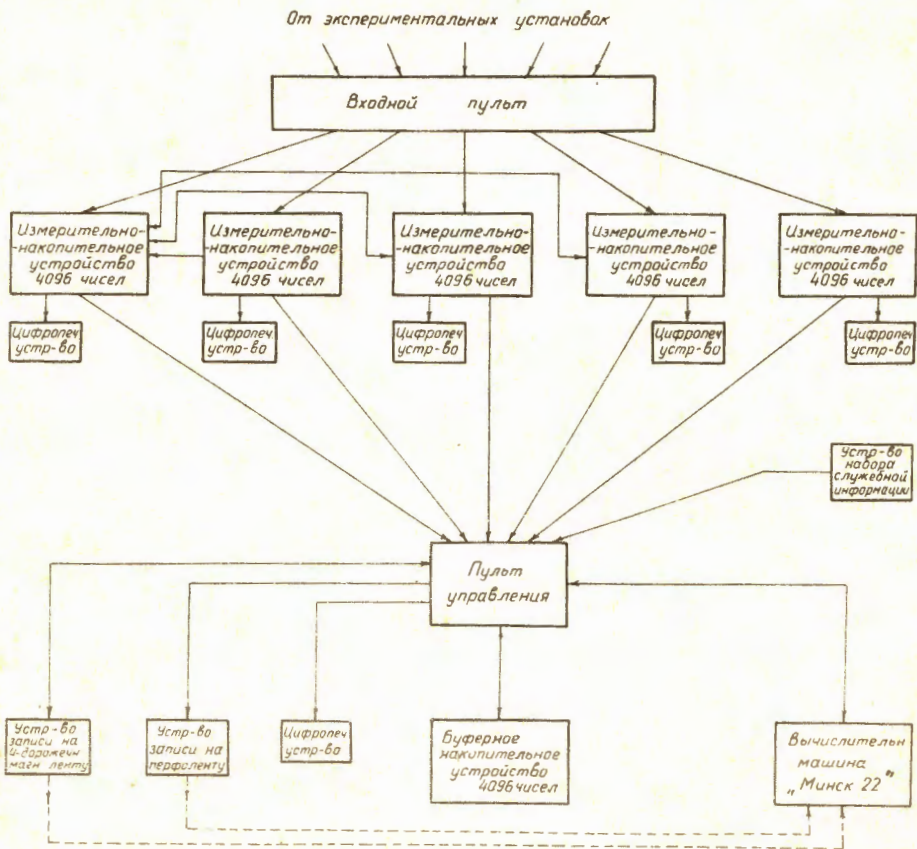 От экспериментальных установок
Входной пульт
Измерительно-
-накопительное
устройство
4096 чисел
Измерительно-
-накопительное
устройство
4096 чисел
Измерительно-
-накопительное
устройство
4096 чисел
Измерительно-
-накопительное
устройство
4096 чисел
Измерительно-
-накопительное
устройство
4096 чисел
Цифропеч
устр-во
Цифропеч
устр-во
Цифропеч
устр-во
Цифропеч
устр-во
Цифропеч
устр-во
Устр-во
набора
служебной
информации
Пульт
управления
Устр-во
записи на
4-дорожечн
магн ленту
Устр-во
записи на
перфоленту
Цифропеч
устр-во
Буферное
накопительное
устройство
4096 чисел
Вычислительн
машина
„Минск 22"